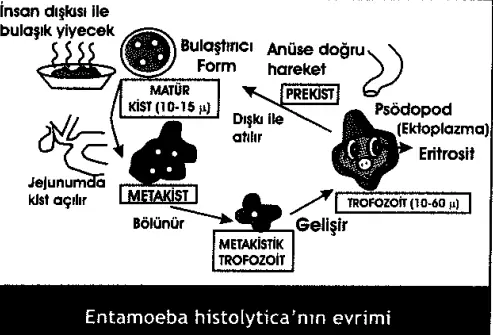 İnsan dışkısı ile
bulaşık yiyecek
Bulaştırıcı
Form
Anüse doğru
hareket
MATÜR
KİST (10-15 µ)
PREKİST
Dışkı ile
atılır
Psödopod
(Ektoplazma)
Eritrosit
Jejunumda
kist açılır
METAKİST
TROFOZOİT (10-60 µ)
Bölünür
Gelişir
METAKİSTİK
TROFOZOİT
Entamoeba histolytica'nın evrimi